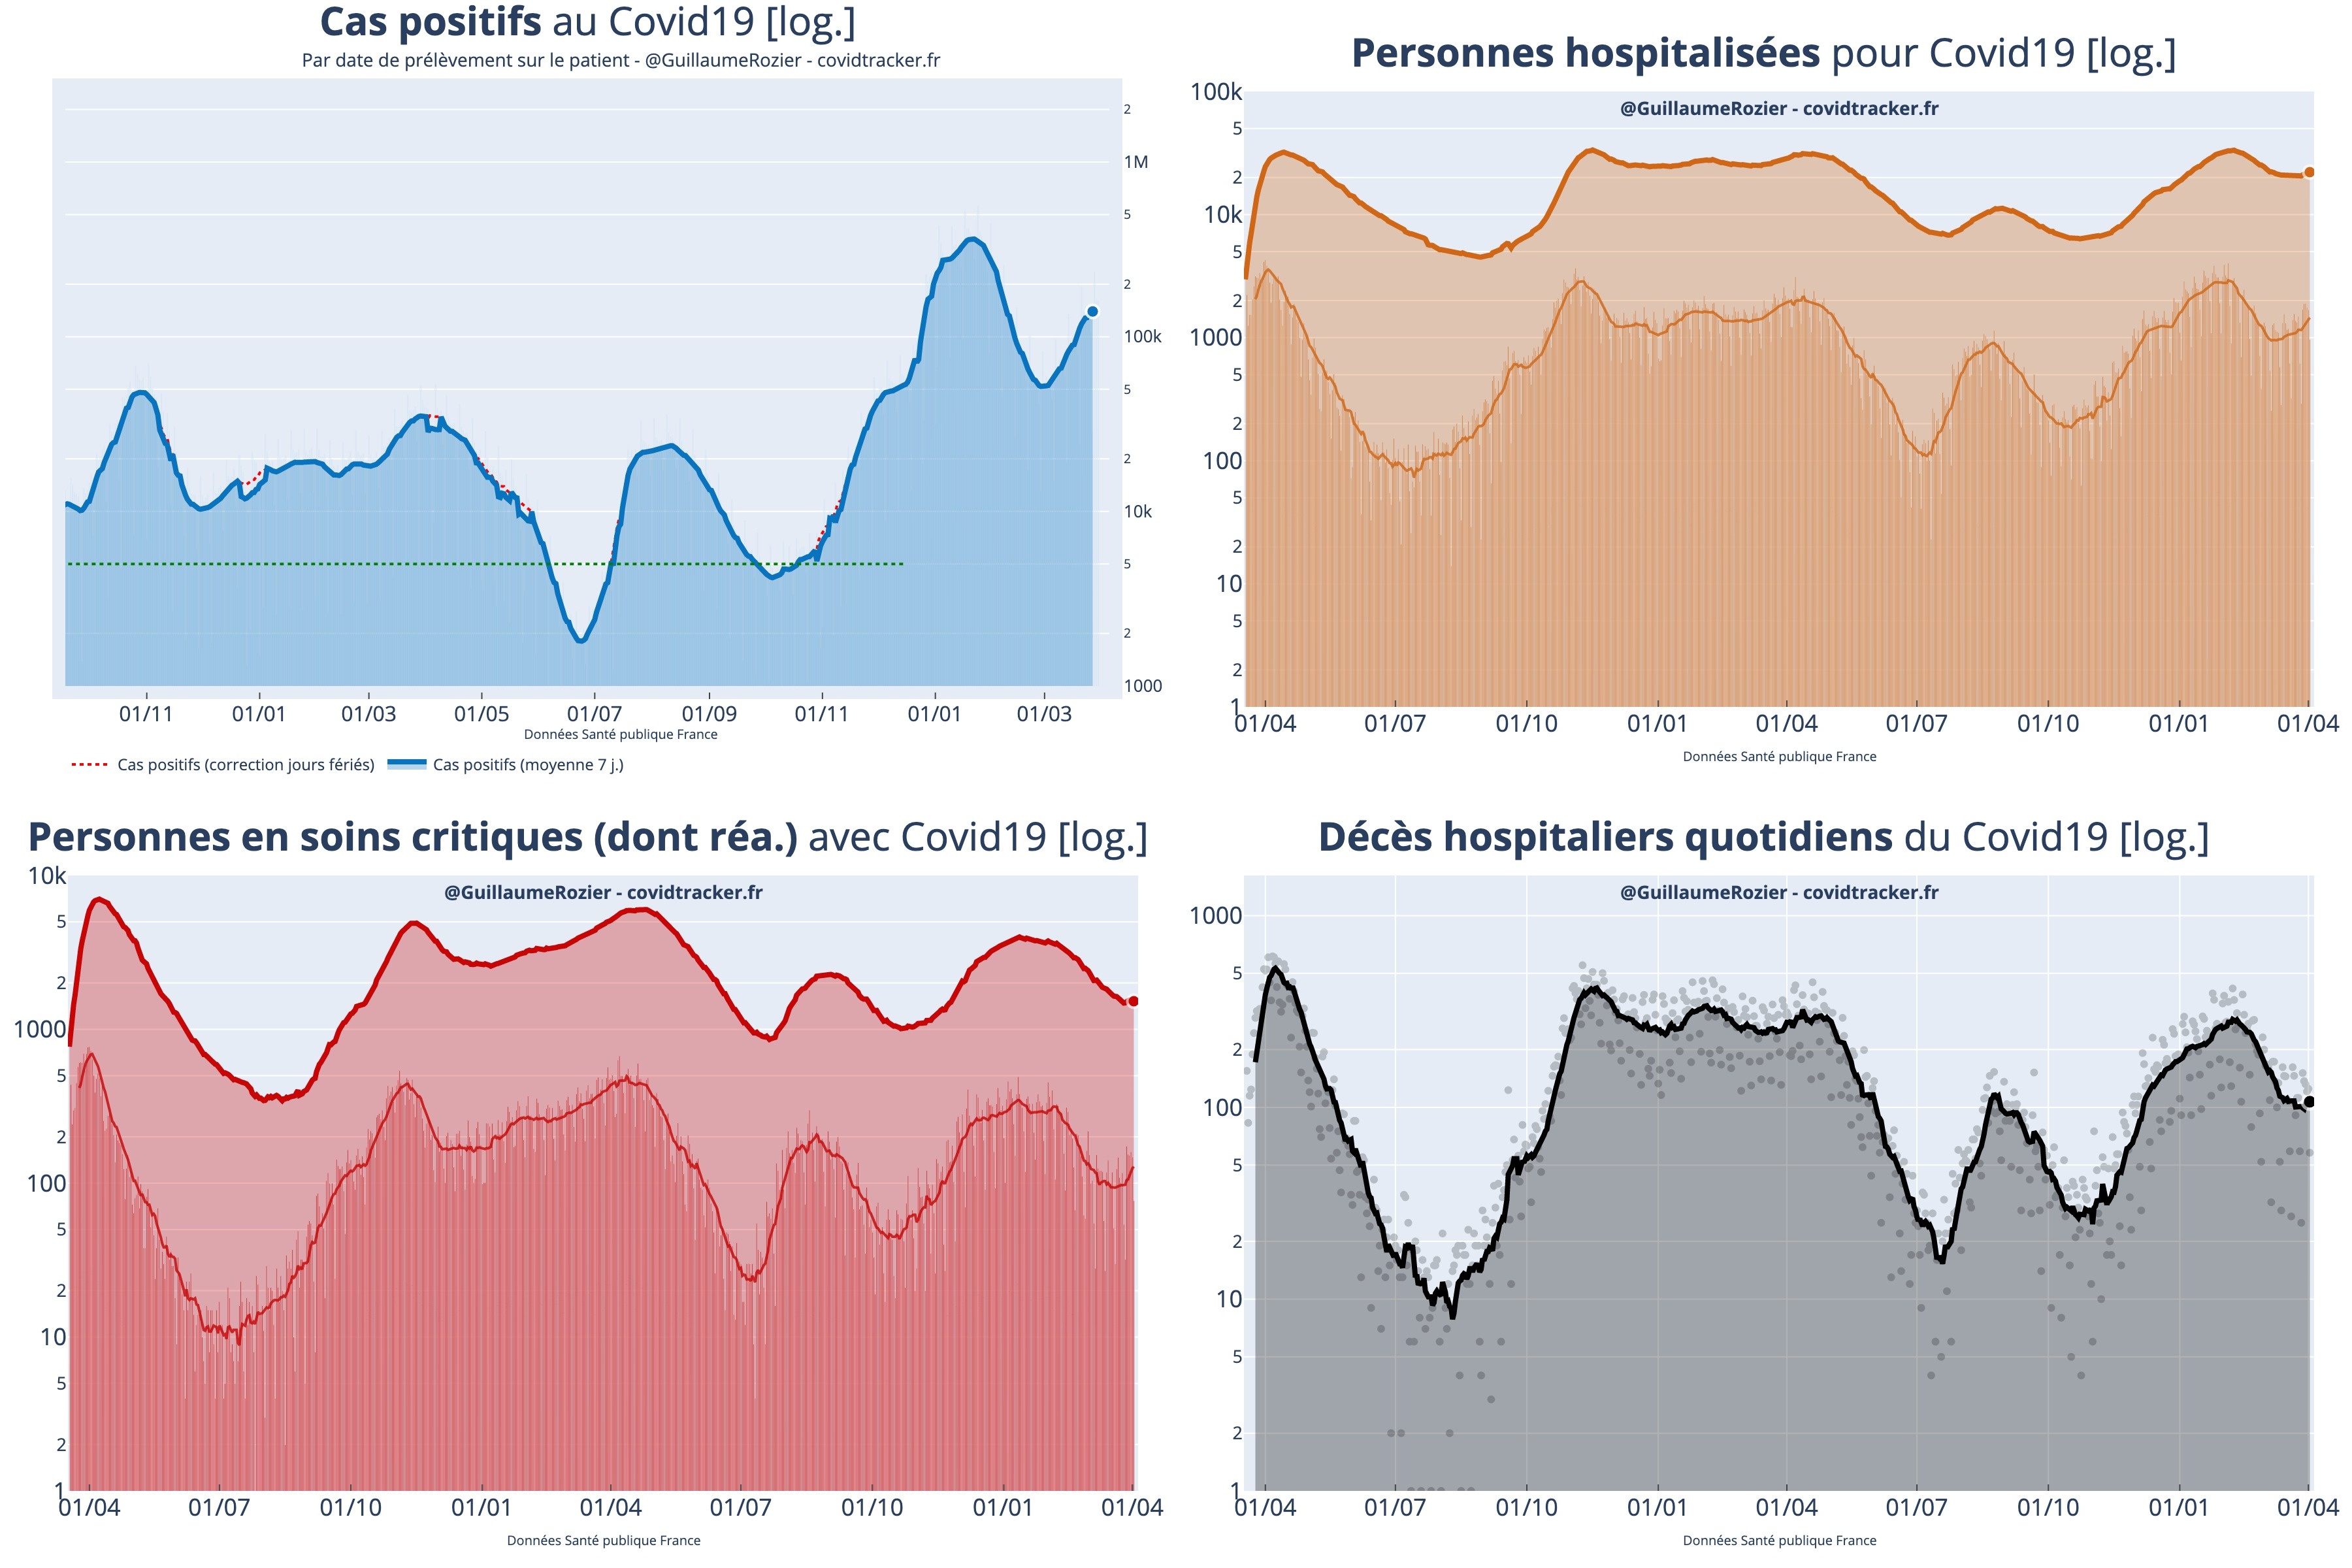 Cas positifs au Covid19 [log.]
Par date de prélèvement sur le patient - @GuillaumeRozier - covidtracker.fr
2
1M
5
2
100k
5
2
10k
5
2
1000
01/11 01/01 01/03 01/05 01/07 01/09 01/11 01/01 01/03
Données Santé publique France
Cas positifs (correction jours fériés) Cas positifs (moyenne 7 j.)
Personnes hospitalisées pour Covid19 [log.]
@GuillaumeRozier - covidtracker.fr
100k
5
2
10k
5
2
1000
5
2
100
5
2
10
5
2
1
01/04 01/07 01/10 01/01 01/04 01/07 01/10 01/01 01/04
Données Santé publique France
Personnes en soins critiques (dont réa.) avec Covid19 [log.]
@GuillaumeRozier - covidtracker.fr
10k
5
2
1000
5
2
100
5
2
10
5
2
1
01/04 01/07 01/10 01/01 01/04 01/07 01/10 01/01 01/04
Données Santé publique France
Décès hospitaliers quotidiens du Covid19 [log.]
@GuillaumeRozier - covidtracker.fr
1000
5
2
100
5
2
10
5
2
1
01/04 01/07 01/10 01/01 01/04 01/07 01/10 01/01 01/04
Données Santé publique France